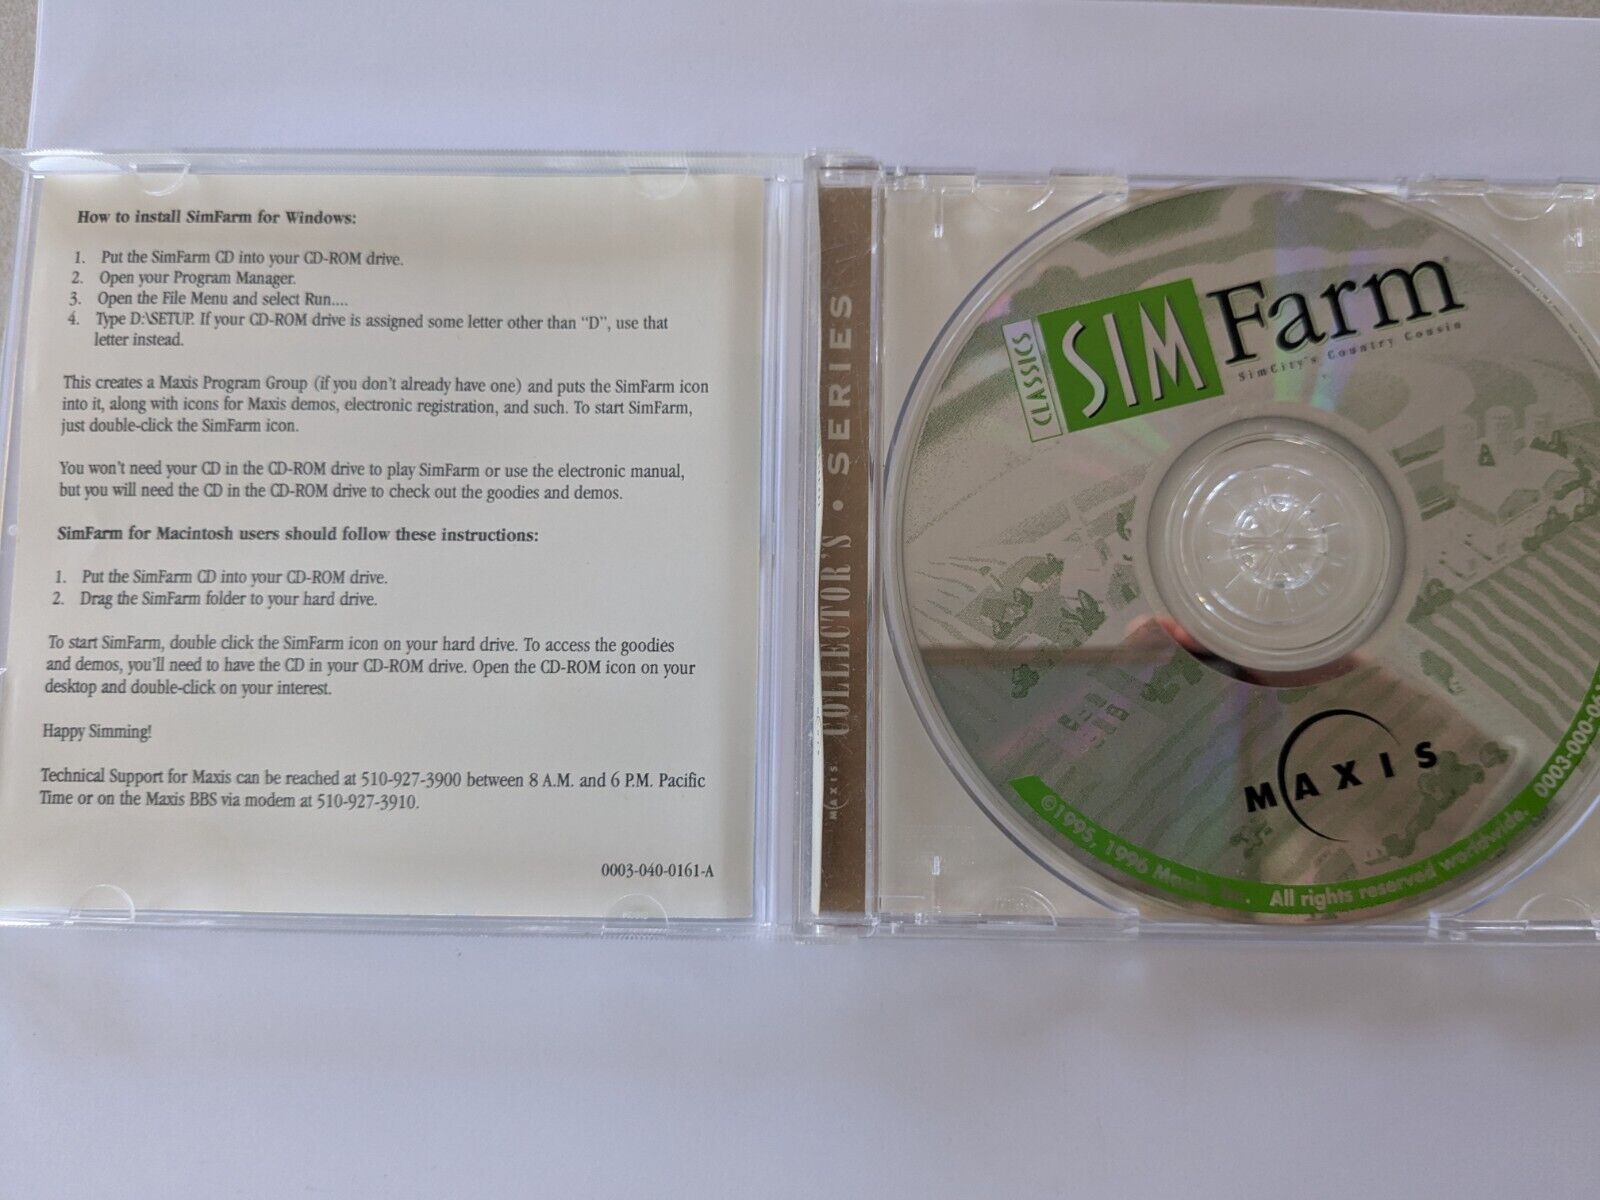 How to install SimFarm for Windows:
1. Put the SimFarm CD into your CD-ROM drive.
2. Open your Program Manager.
3. Open the File Menu and select Run....
4. Type D:\SETUP. If your CD-ROM drive is assigned some letter other than “D”, use that
letter instead.
This creates a Maxis Program Group (if you don't already have one) and puts the SimFarm icon
into it, along with icons for Maxis demos, electronic registration, and such. To start SimFarm,
just double-click the SimFarm icon.
You won't need your CD in the CD-ROM drive to play SimFarm or use the electronic manual,
but you will need the CD in the CD-ROM drive to check out the goodies and demos.
SimFarm for Macintosh users should follow these instructions:
1. Put the SimFarm CD into your CD-ROM drive.
2. Drag the SimFarm folder to your hard drive.
To start SimFarm, double click the SimFarm icon on your hard drive. To access the goodies
and demos, you'll need to have the CD in your CD-ROM drive. Open the CD-ROM icon on your
desktop and double-click on your interest.
Happy Simming!
Technical Support for Maxis can be reached at 510-927-3900 between 8 A.M. and 6 P.M. Pacific
Time or on the Maxis BBS via modem at 510-927-3910.
0003-040-0161-A
MAXIS COLLECTOR'S • SERIES
CLASSICS
SIM Farm®
SimCity's Country Cousin
MAXIS
©1995, 1996 Maxis, Inc. All rights reserved worldwide. 0003-000-06